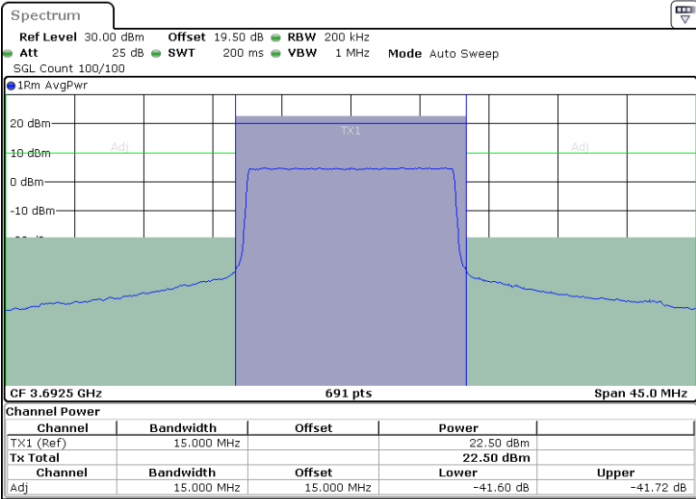 Spectrum
Ref Level 30.00 dBm Offset 19.50 dB RBW 200 kHz
Att 25 dB SWT 200 ms VBW 1 MHz Mode Auto Sweep
SGL Count 100/100
1Rm AvgPwr
20 dBm
TX1
Adj Adj
10 dBm
0 dBm
-10 dBm
CF 3.6925 GHz 691 pts Span 45.0 MHz
Channel Power
Channel Bandwidth Offset Power
TX1 (Ref) 15.000 MHz 22.50 dBm
Tx Total 22.50 dBm
Channel Bandwidth Offset Lower Upper
Adj 15.000 MHz 15.000 MHz -41.60 dB -41.72 dB